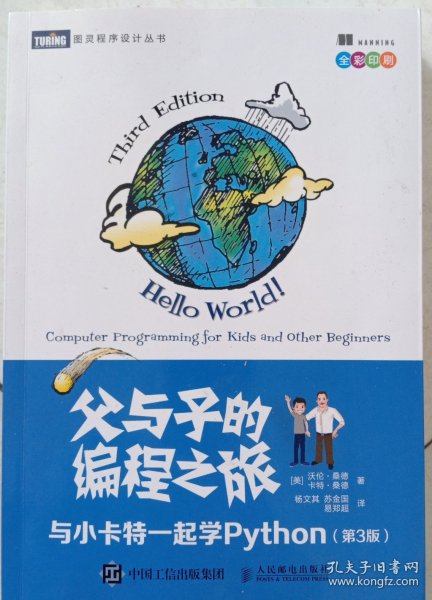 TURING 图灵程序设计丛书
MANNING
全彩印刷
Third Edition
Hello World!
Computer Programming for Kids and Other Beginners
父与子的
编程之旅
[美] 沃伦·桑德 卡特·桑德 著
杨文其 苏金国 易郑超 译
与小卡特一起学Python(第3版)
中国工信出版集团
人民邮电出版社
POSTS & TELECOM PRESS
孔夫子旧书网
kongfz.com